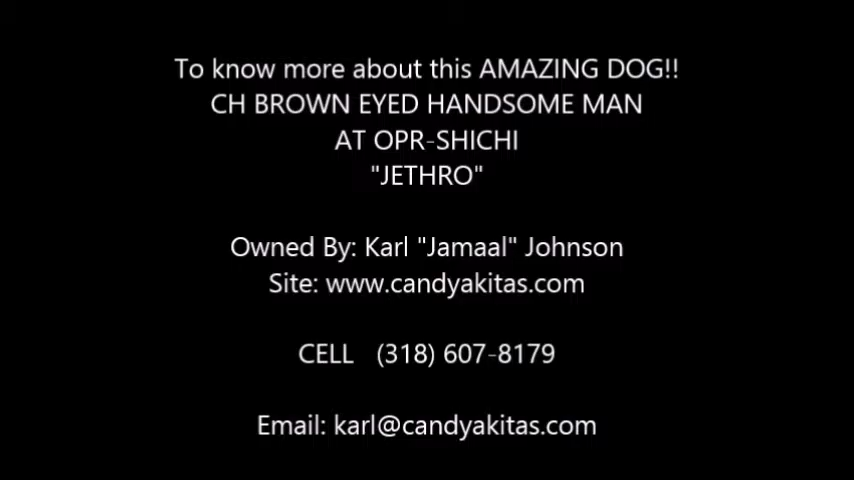 To know more about this AMAZING DOG!!
CH BROWN EYED HANDSOME MAN
AT OPR-SHICHI
"JETHRO"
Owned By: Karl "Jamaal" Johnson
Site: www.candyakitas.com
CELL (318) 607-8179
Email: karl@candyakitas.com